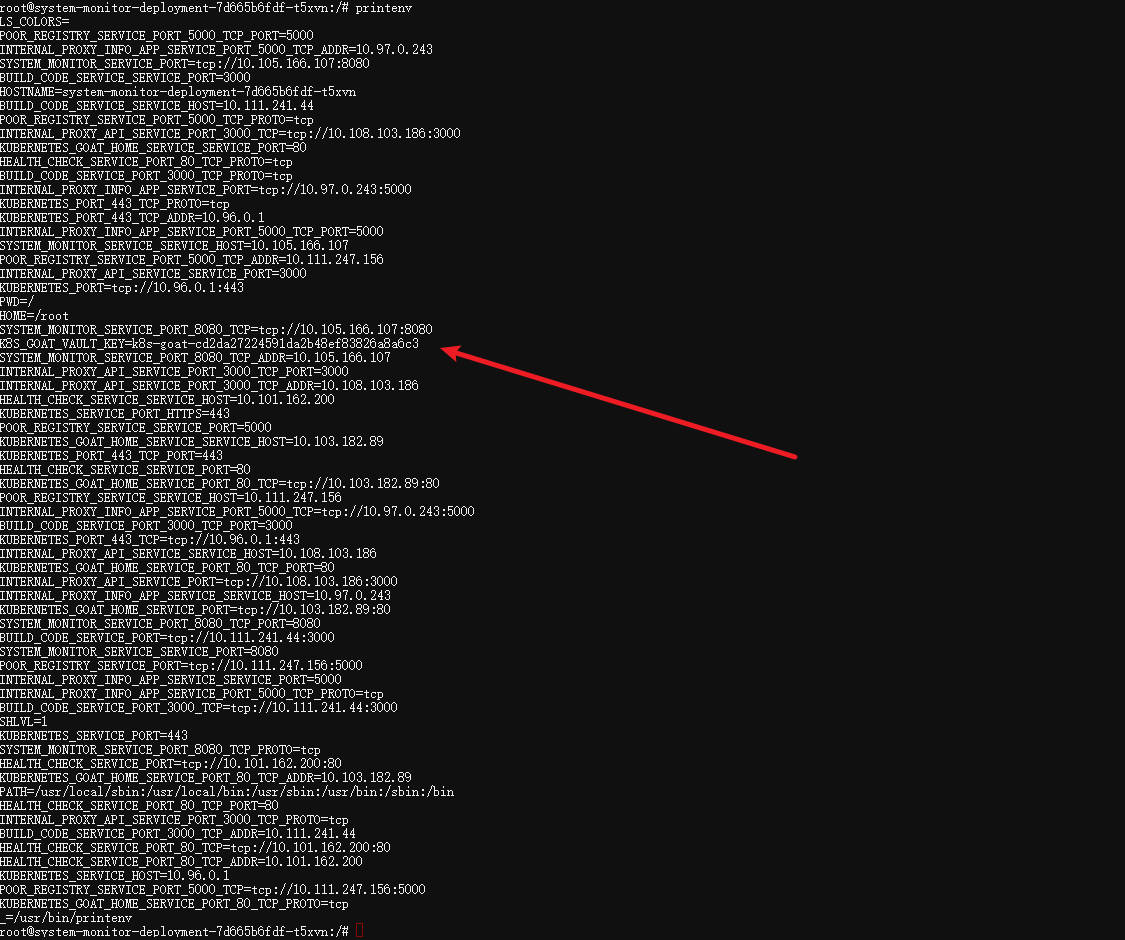 root@system-monitor-deployment-7d665b6fdf-t5xvn:/# printenv
LS_COLORS=
POOR_REGISTRY_SERVICE_PORT_5000_TCP_PORT=5000
INTERNAL_PROXY_INFO_APP_SERVICE_PORT_5000_TCP_ADDR=10.97.0.243
SYSTEM_MONITOR_SERVICE_PORT=tcp://10.105.166.107:8080
BUILD_CODE_SERVICE_SERVICE_PORT=3000
HOSTNAME=system-monitor-deployment-7d665b6fdf-t5xvn
BUILD_CODE_SERVICE_SERVICE_HOST=10.111.241.44
POOR_REGISTRY_SERVICE_PORT_5000_TCP_PROTO=tcp
INTERNAL_PROXY_API_SERVICE_PORT_3000_TCP=tcp://10.108.103.186:3000
KUBERNETES_GOAT_HOME_SERVICE_SERVICE_PORT=80
HEALTH_CHECK_SERVICE_PORT_80_TCP_PROTO=tcp
BUILD_CODE_SERVICE_PORT_3000_TCP_PROTO=tcp
INTERNAL_PROXY_INFO_APP_SERVICE_PORT=tcp://10.97.0.243:5000
KUBERNETES_PORT_443_TCP_PROTO=tcp
KUBERNETES_PORT_443_TCP_ADDR=10.96.0.1
INTERNAL_PROXY_INFO_APP_SERVICE_PORT_5000_TCP_PORT=5000
SYSTEM_MONITOR_SERVICE_SERVICE_HOST=10.105.166.107
POOR_REGISTRY_SERVICE_PORT_5000_TCP_ADDR=10.111.247.156
INTERNAL_PROXY_API_SERVICE_SERVICE_PORT=3000
KUBERNETES_PORT=tcp://10.96.0.1:443
PWD=/
HOME=/root
SYSTEM_MONITOR_SERVICE_PORT_8080_TCP=tcp://10.105.166.107:8080
K8S_GOAT_VAULT_KEY=k8s-goat-cd2da27224591da2b48ef83826a8a6c3
SYSTEM_MONITOR_SERVICE_PORT_8080_TCP_ADDR=10.105.166.107
INTERNAL_PROXY_API_SERVICE_PORT_3000_TCP_PORT=3000
INTERNAL_PROXY_API_SERVICE_PORT_3000_TCP_ADDR=10.108.103.186
HEALTH_CHECK_SERVICE_SERVICE_HOST=10.101.162.200
KUBERNETES_SERVICE_PORT_HTTPS=443
POOR_REGISTRY_SERVICE_SERVICE_PORT=5000
KUBERNETES_GOAT_HOME_SERVICE_SERVICE_HOST=10.103.182.89
KUBERNETES_PORT_443_TCP_PORT=443
HEALTH_CHECK_SERVICE_SERVICE_PORT=80
KUBERNETES_GOAT_HOME_SERVICE_PORT_80_TCP=tcp://10.103.182.89:80
POOR_REGISTRY_SERVICE_SERVICE_HOST=10.111.247.156
INTERNAL_PROXY_INFO_APP_SERVICE_PORT_5000_TCP=tcp://10.97.0.243:5000
BUILD_CODE_SERVICE_PORT_3000_TCP_PORT=3000
KUBERNETES_PORT_443_TCP=tcp://10.96.0.1:443
INTERNAL_PROXY_API_SERVICE_SERVICE_HOST=10.108.103.186
KUBERNETES_GOAT_HOME_SERVICE_PORT_80_TCP_PORT=80
INTERNAL_PROXY_API_SERVICE_PORT=tcp://10.108.103.186:3000
INTERNAL_PROXY_INFO_APP_SERVICE_SERVICE_HOST=10.97.0.243
KUBERNETES_GOAT_HOME_SERVICE_PORT=tcp://10.103.182.89:80
SYSTEM_MONITOR_SERVICE_PORT_8080_TCP_PORT=8080
BUILD_CODE_SERVICE_PORT=tcp://10.111.241.44:3000
SYSTEM_MONITOR_SERVICE_SERVICE_PORT=8080
POOR_REGISTRY_SERVICE_PORT=tcp://10.111.247.156:5000
INTERNAL_PROXY_INFO_APP_SERVICE_SERVICE_PORT=5000
INTERNAL_PROXY_INFO_APP_SERVICE_PORT_5000_TCP_PROTO=tcp
BUILD_CODE_SERVICE_PORT_3000_TCP=tcp://10.111.241.44:3000
SHLVL=1
KUBERNETES_SERVICE_PORT=443
SYSTEM_MONITOR_SERVICE_PORT_8080_TCP_PROTO=tcp
HEALTH_CHECK_SERVICE_PORT=tcp://10.101.162.200:80
KUBERNETES_GOAT_HOME_SERVICE_PORT_80_TCP_ADDR=10.103.182.89
PATH=/usr/local/sbin:/usr/local/bin:/usr/sbin:/usr/bin:/sbin:/bin
HEALTH_CHECK_SERVICE_PORT_80_TCP_PORT=80
INTERNAL_PROXY_API_SERVICE_PORT_3000_TCP_PROTO=tcp
BUILD_CODE_SERVICE_PORT_3000_TCP_ADDR=10.111.241.44
HEALTH_CHECK_SERVICE_PORT_80_TCP=tcp://10.101.162.200:80
HEALTH_CHECK_SERVICE_PORT_80_TCP_ADDR=10.101.162.200
KUBERNETES_SERVICE_HOST=10.96.0.1
POOR_REGISTRY_SERVICE_PORT_5000_TCP=tcp://10.111.247.156:5000
KUBERNETES_GOAT_HOME_SERVICE_PORT_80_TCP_PROTO=tcp
_=/usr/bin/printenv
root@system-monitor-deployment-7d665b6fdf-t5xvn:/#